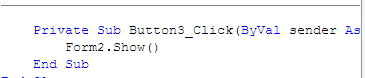 Private Sub Button3_Click(ByVal sender As
Form2.Show()
End Sub